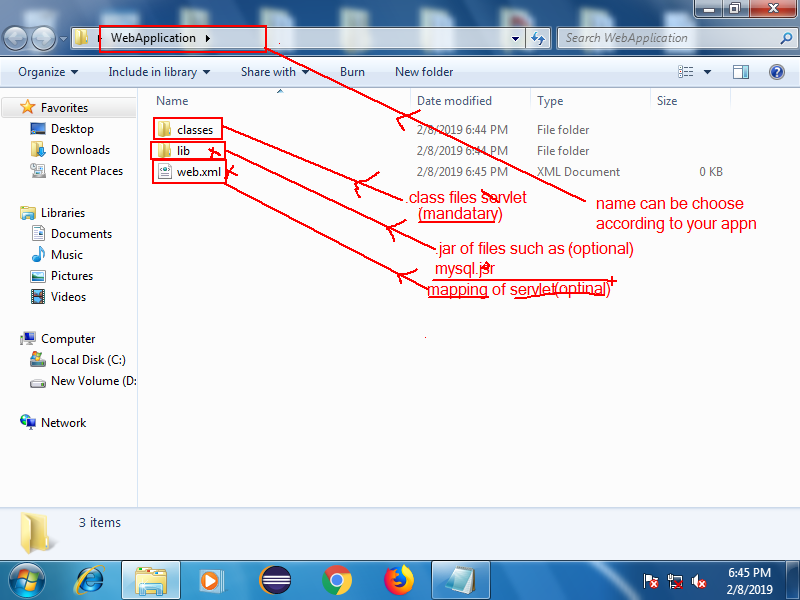 WebApplication
Search WebApplication
Organize Include in library Share with Burn New folder
Name Date modified Type Size
Favorites
Desktop
Downloads
Recent Places
Libraries
Documents
Music
Pictures
Videos
Computer
Local Disk (C:)
New Volume (D:
Network
classes 2/8/2019 6:44 PM File folder
lib 2/8/2019 6:44 PM File folder
web.xml 2/8/2019 6:45 PM XML Document 0 KB
.class files servlet
(mandatary)
name can be choose
according to your appn
.jar of files such as (optional)
mysql.jsr
mapping of servlet(optinal)
3 items
6:45 PM
2/8/2019